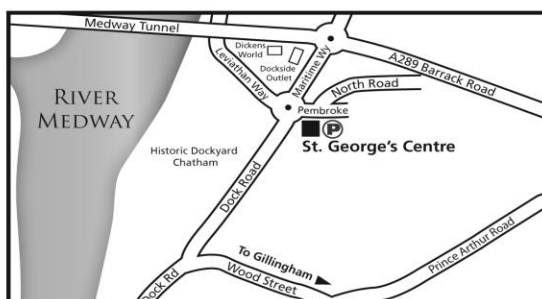 Medway Tunnel
Dickens
World
Dockside
Outlet
Maritime Wy
Leviathan Way
A289 Barrack Road
North Road
Pembroke
P
St. George's Centre
RIVER
MEDWAY
Historic Dockyard
Chatham
Dock Road
To Gillingham
Wood Street
Prince Arthur Road
Dock Rd